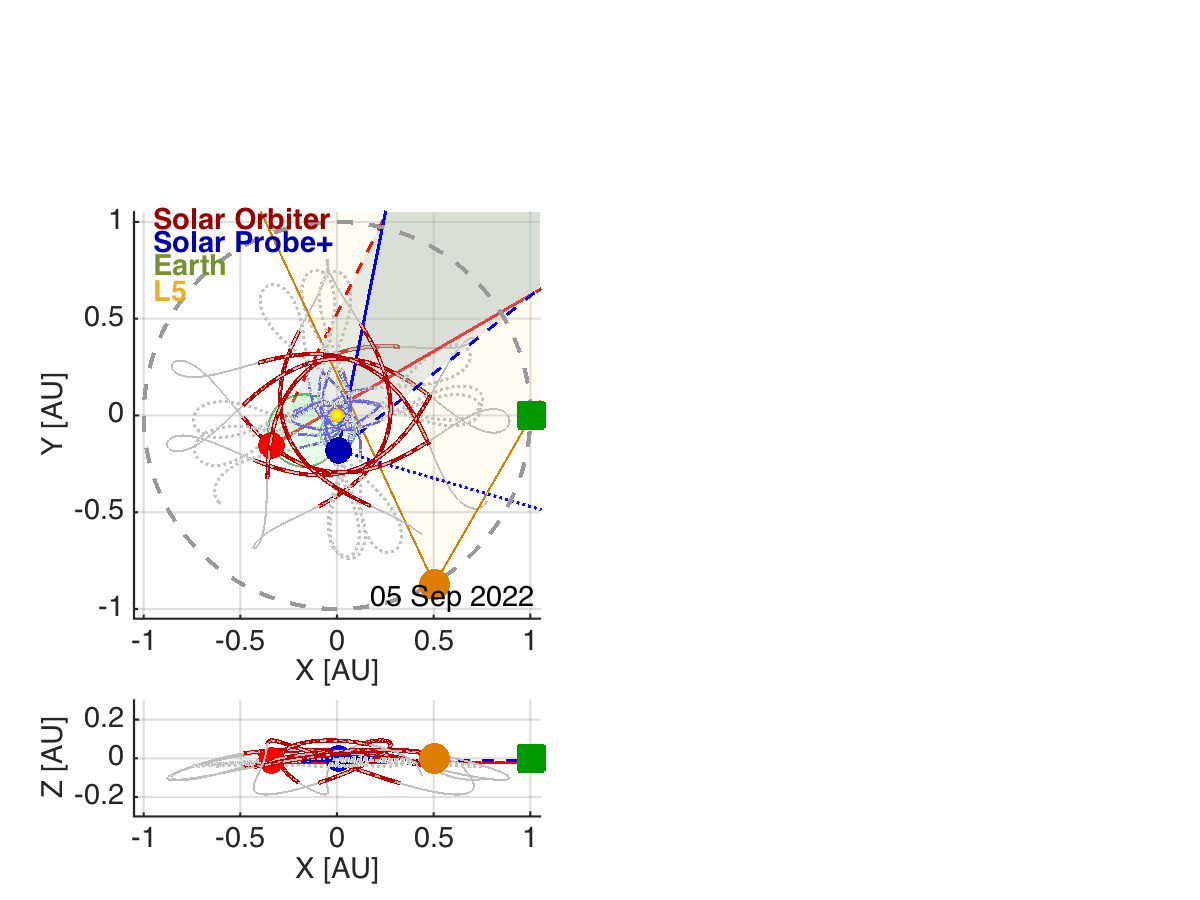 Solar Orbiter
Solar Probe+
Earth
L5
1
0.5
0
-0.5
-1
Y [AU]
05 Sep 2022
-1 -0.5 0 0.5 1
X [AU]
0.2
0
-0.2
Z [AU]
-1 -0.5 0 0.5 1
X [AU]